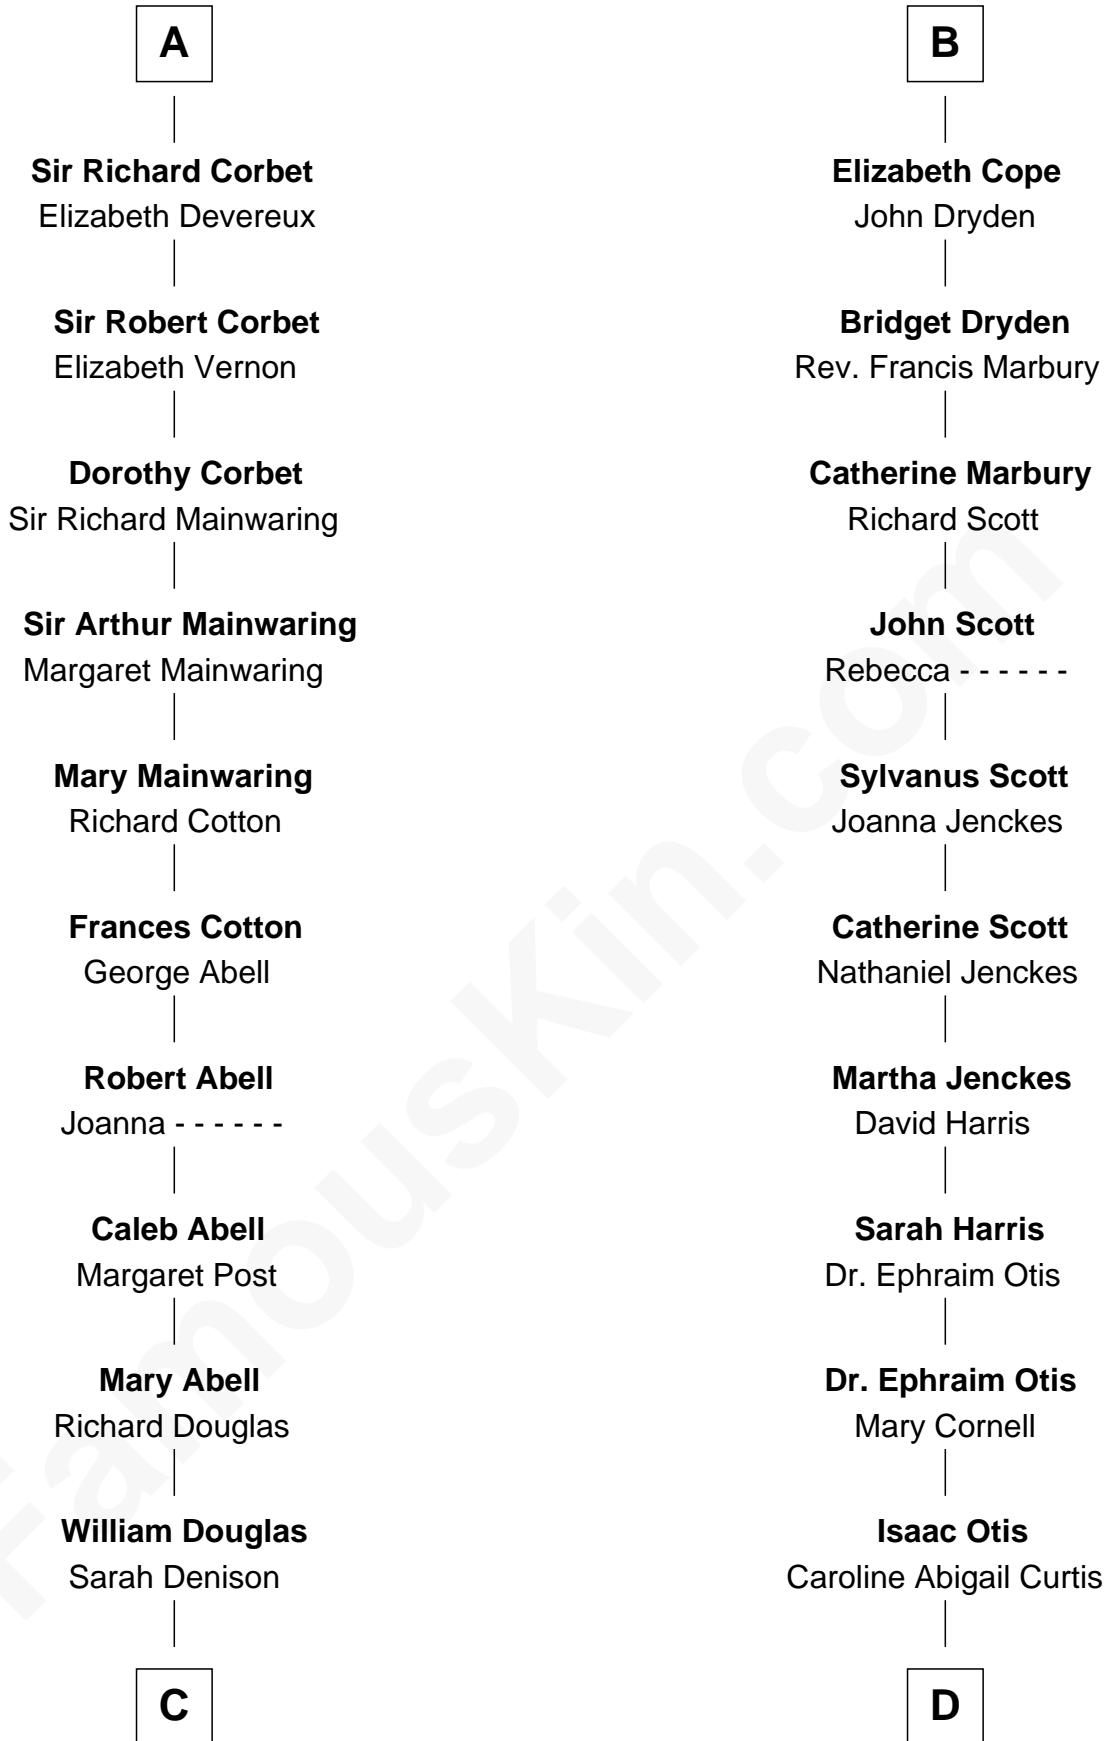 A
Sir Richard Corbet
Elizabeth Devereux
Sir Robert Corbet
Elizabeth Vernon
Dorothy Corbet
Sir Richard Mainwaring
Sir Arthur Mainwaring
Margaret Mainwaring
Mary Mainwaring
Richard Cotton
Frances Cotton
George Abell
Robert Abell
Joanna - - - - - -
Caleb Abell
Margaret Post
Mary Abell
Richard Douglas
William Douglas
Sarah Denison
C
B
Elizabeth Cope
John Dryden
Bridget Dryden
Rev. Francis Marbury
Catherine Marbury
Richard Scott
John Scott
Rebecca - - - - - -
Sylvanus Scott
Joanna Jenckes
Catherine Scott
Nathaniel Jenckes
Martha Jenckes
David Harris
Sarah Harris
Dr. Ephraim Otis
Dr. Ephraim Otis
Mary Cornell
Isaac Otis
Caroline Abigail Curtis
D
FamousKin.com